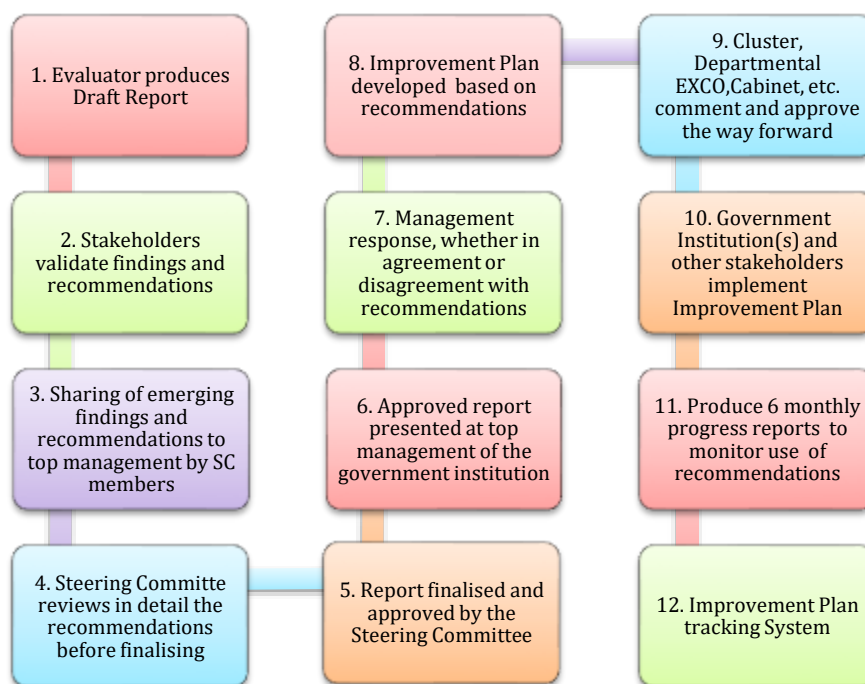 1. Evaluator produces
Draft Report
2. Stakeholders
validate findings and
recommendations
3. Sharing of emerging
findings and
recommendations to
top management by SC
members
4. Steering Committe
reviews in detail the
recommendations
before finalising
5. Report finalised and
approved by the
Steering Committee
6. Approved report
presented at top
management of the
government institution
7. Management
response, whether in
agreement or
disagreement with
recommendations
8. Improvement Plan
developed based on
recommendations
9. Cluster,
Departmental
EXCO,Cabinet, etc.
comment and approve
the way forward
10. Government
Institution(s) and
other stakeholders
implement
Improvement Plan
11. Produce 6 monthly
progress reports to
monitor use of
recommendations
12. Improvement Plan
tracking System